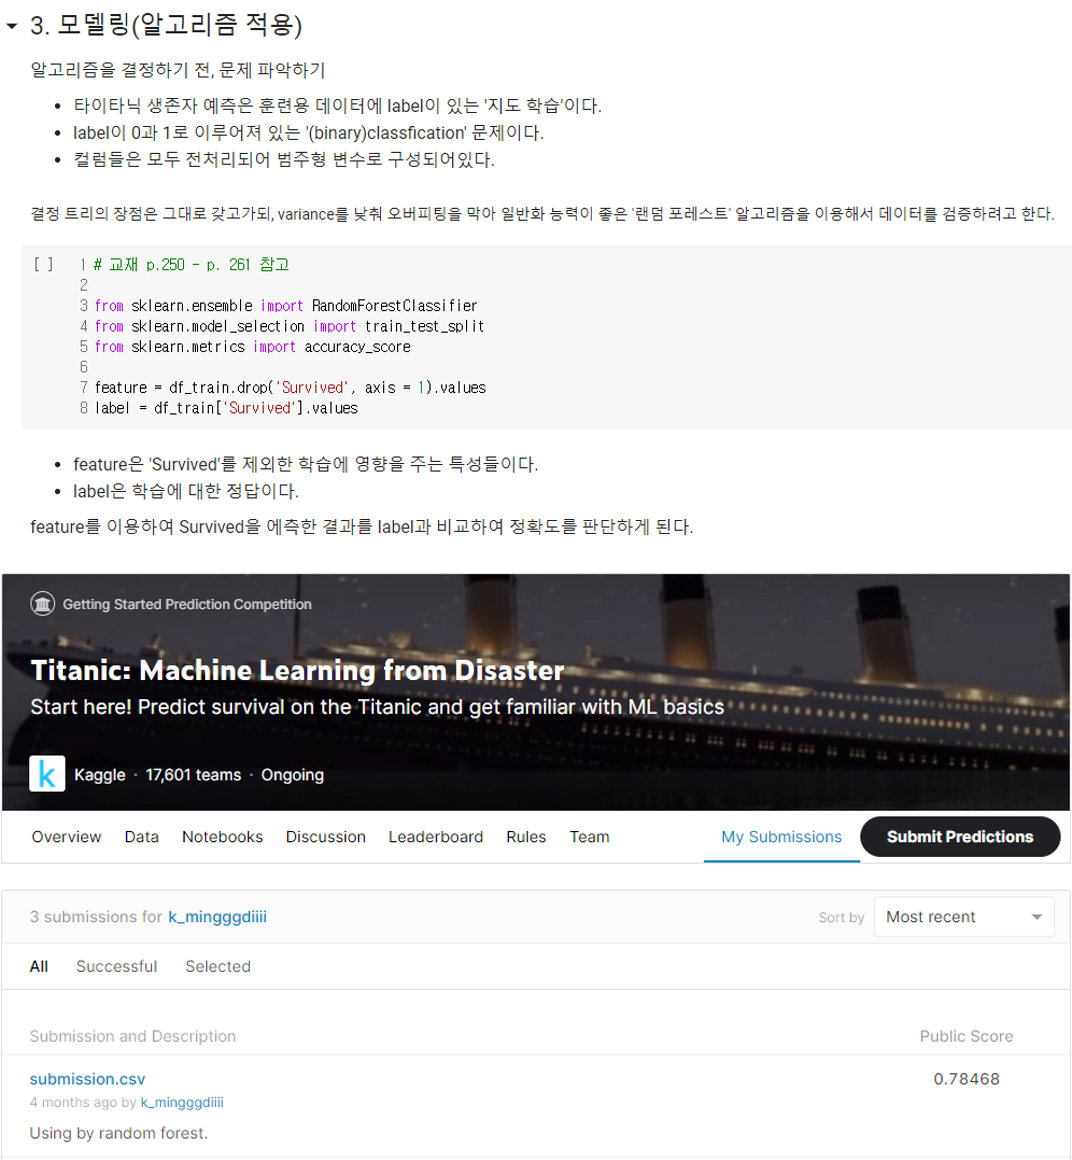 3. 모델링(알고리즘 적용)
알고리즘을 결정하기 전, 문제 파악하기
• 타이타닉 생존자 예측은 훈련용 데이터에 label이 있는 '지도 학습'이다.
• label이 0과 1로 이루어져 있는 '(binary)classfication' 문제이다.
• 컬럼들은 모두 전처리되어 범주형 변수로 구성되어있다.
결정 트리의 장점은 그대로 갖고가되, variance를 낮춰 오버피팅을 막아 일반화 능력이 좋은 '랜덤 포레스트' 알고리즘을 이용해서 데이터를 검증하려고 한다.
[ ] 1 # 교재 p.250 - p. 261 참고
2
3 from sklearn.ensemble import RandomForestClassifier
4 from sklearn.model_selection import train_test_split
5 from sklearn.metrics import accuracy_score
6
7 feature = df_train.drop('Survived', axis = 1).values
8 label = df_train['Survived'].values
• feature은 'Survived'를 제외한 학습에 영향을 주는 특성들이다.
• label은 학습에 대한 정답이다.
feature를 이용하여 Survived을 에측한 결과를 label과 비교하여 정확도를 판단하게 된다.
Getting Started Prediction Competition
Titanic: Machine Learning from Disaster
Start here! Predict survival on the Titanic and get familiar with ML basics
k Kaggle · 17,601 teams · Ongoing
Overview Data Notebooks Discussion Leaderboard Rules Team My Submissions Submit Predictions
3 submissions for k_mingggdiiii Sort by Most recent
All Successful Selected
Submission and Description Public Score
submission.csv 0.78468
4 months ago by k_mingggdiiii
Using by random forest.